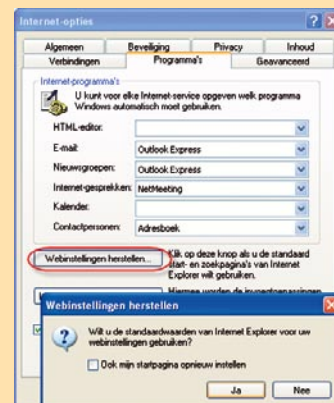 Internet-opties
Algemeen Beveiliging Privacy Inhoud
Verbindingen Programma's Geavanceerd
Internet-programma's
U kunt voor elke Internet-service opgeven welk programma
Windows automatisch moet gebruiken.
HTML-editor:
E-mail: Outlook Express
Nieuwsgroepen: Outlook Express
Internet-gesprekken: NetMeeting
Kalender:
Contactpersonen: Adresboek
Webinstellingen herstellen... Klik op deze knop als u de standaard
start- en zoekpagina's van Internet
Explorer wilt gebruiken.
Hiermee worden de
Webinstellingen herstellen
Wilt u de standaardwaarden van Internet Explorer voor uw
webinstellingen gebruiken?
Ook mijn startpagina opnieuw instellen
Ja Nee